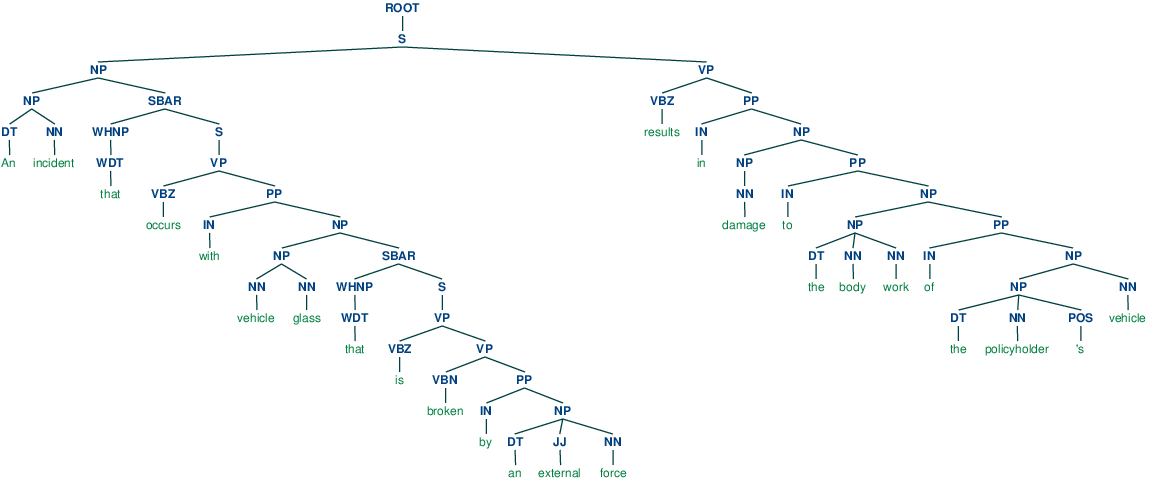 ROOT
S
NP VP
NP SBAR VBZ PP
DT NN WHNP S results IN NP
An incident WDT VP in NP PP
that VBZ PP NN IN NP
occurs IN NP damage to NP PP
with NP SBAR DT NN NN IN NP
NN NN WHNP S the body work of NP NN
vehicle glass WDT VP DT NN POS vehicle
that VBZ VP the policyholder 's
is VBN PP
broken IN NP
by DT JJ NN
an external force